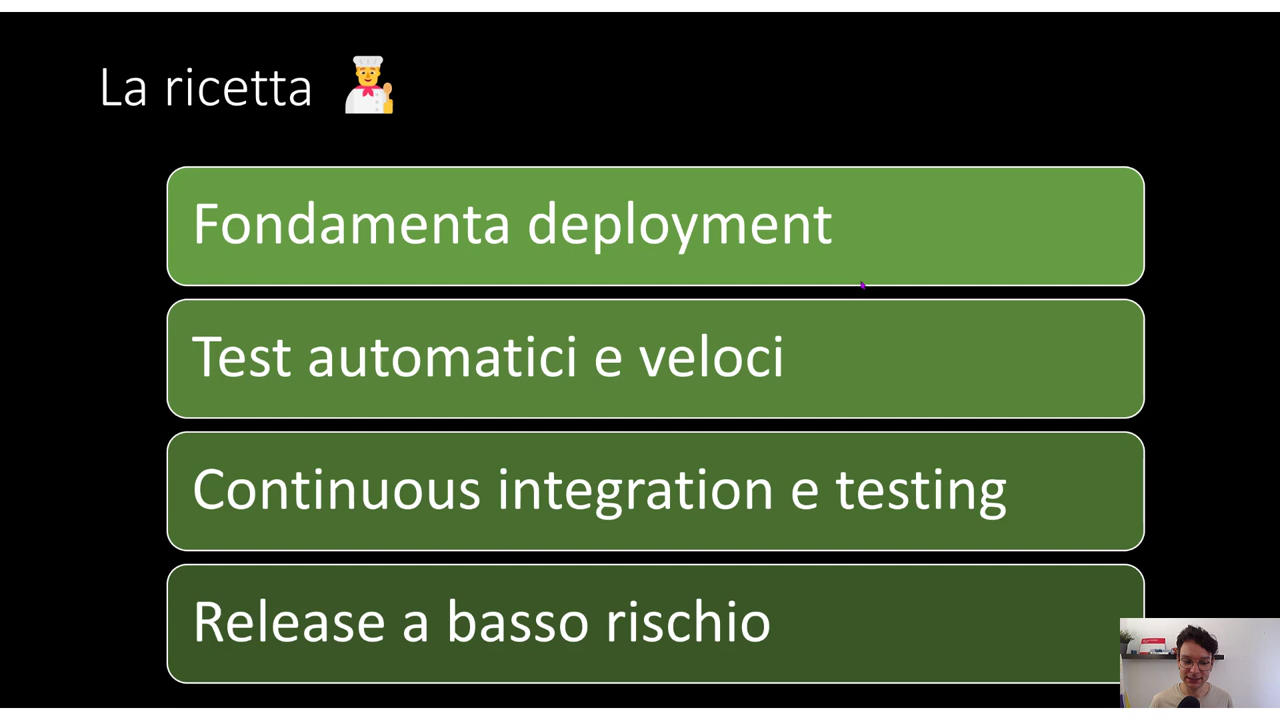 La ricetta
Fondamenta deployment
Test automatici e veloci
Continuous integration e testing
Release a basso rischio